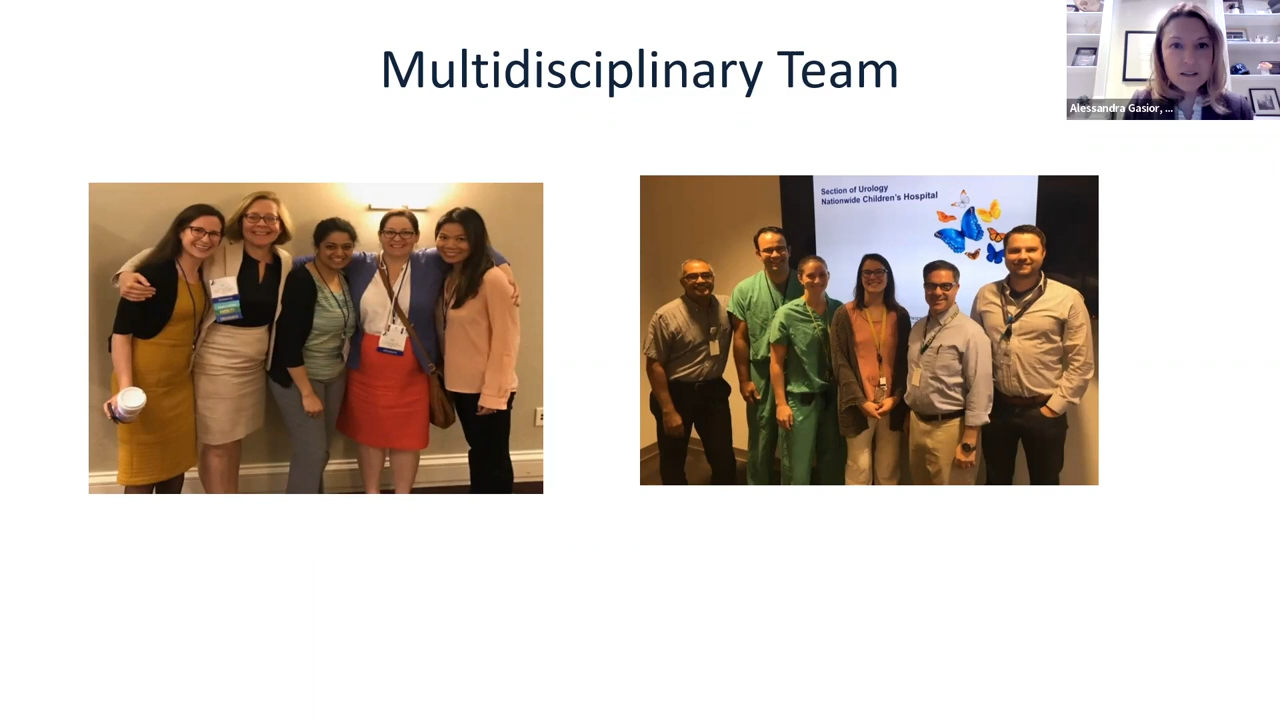 Multidisciplinary Team
Alessandra Gasior, ...
Section of Urology
Nationwide Children's Hospital